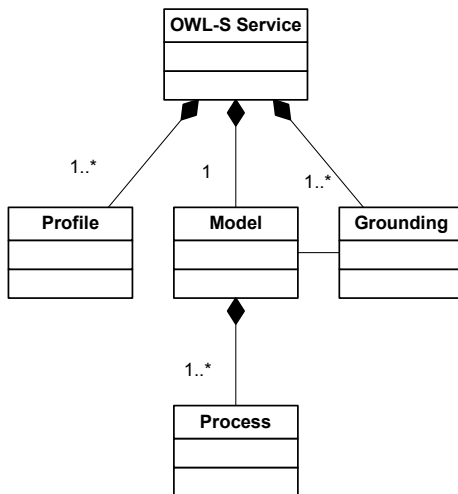 OWL-S Service
1..*
1
1..*
Profile
Model
Grounding
1..*
Process